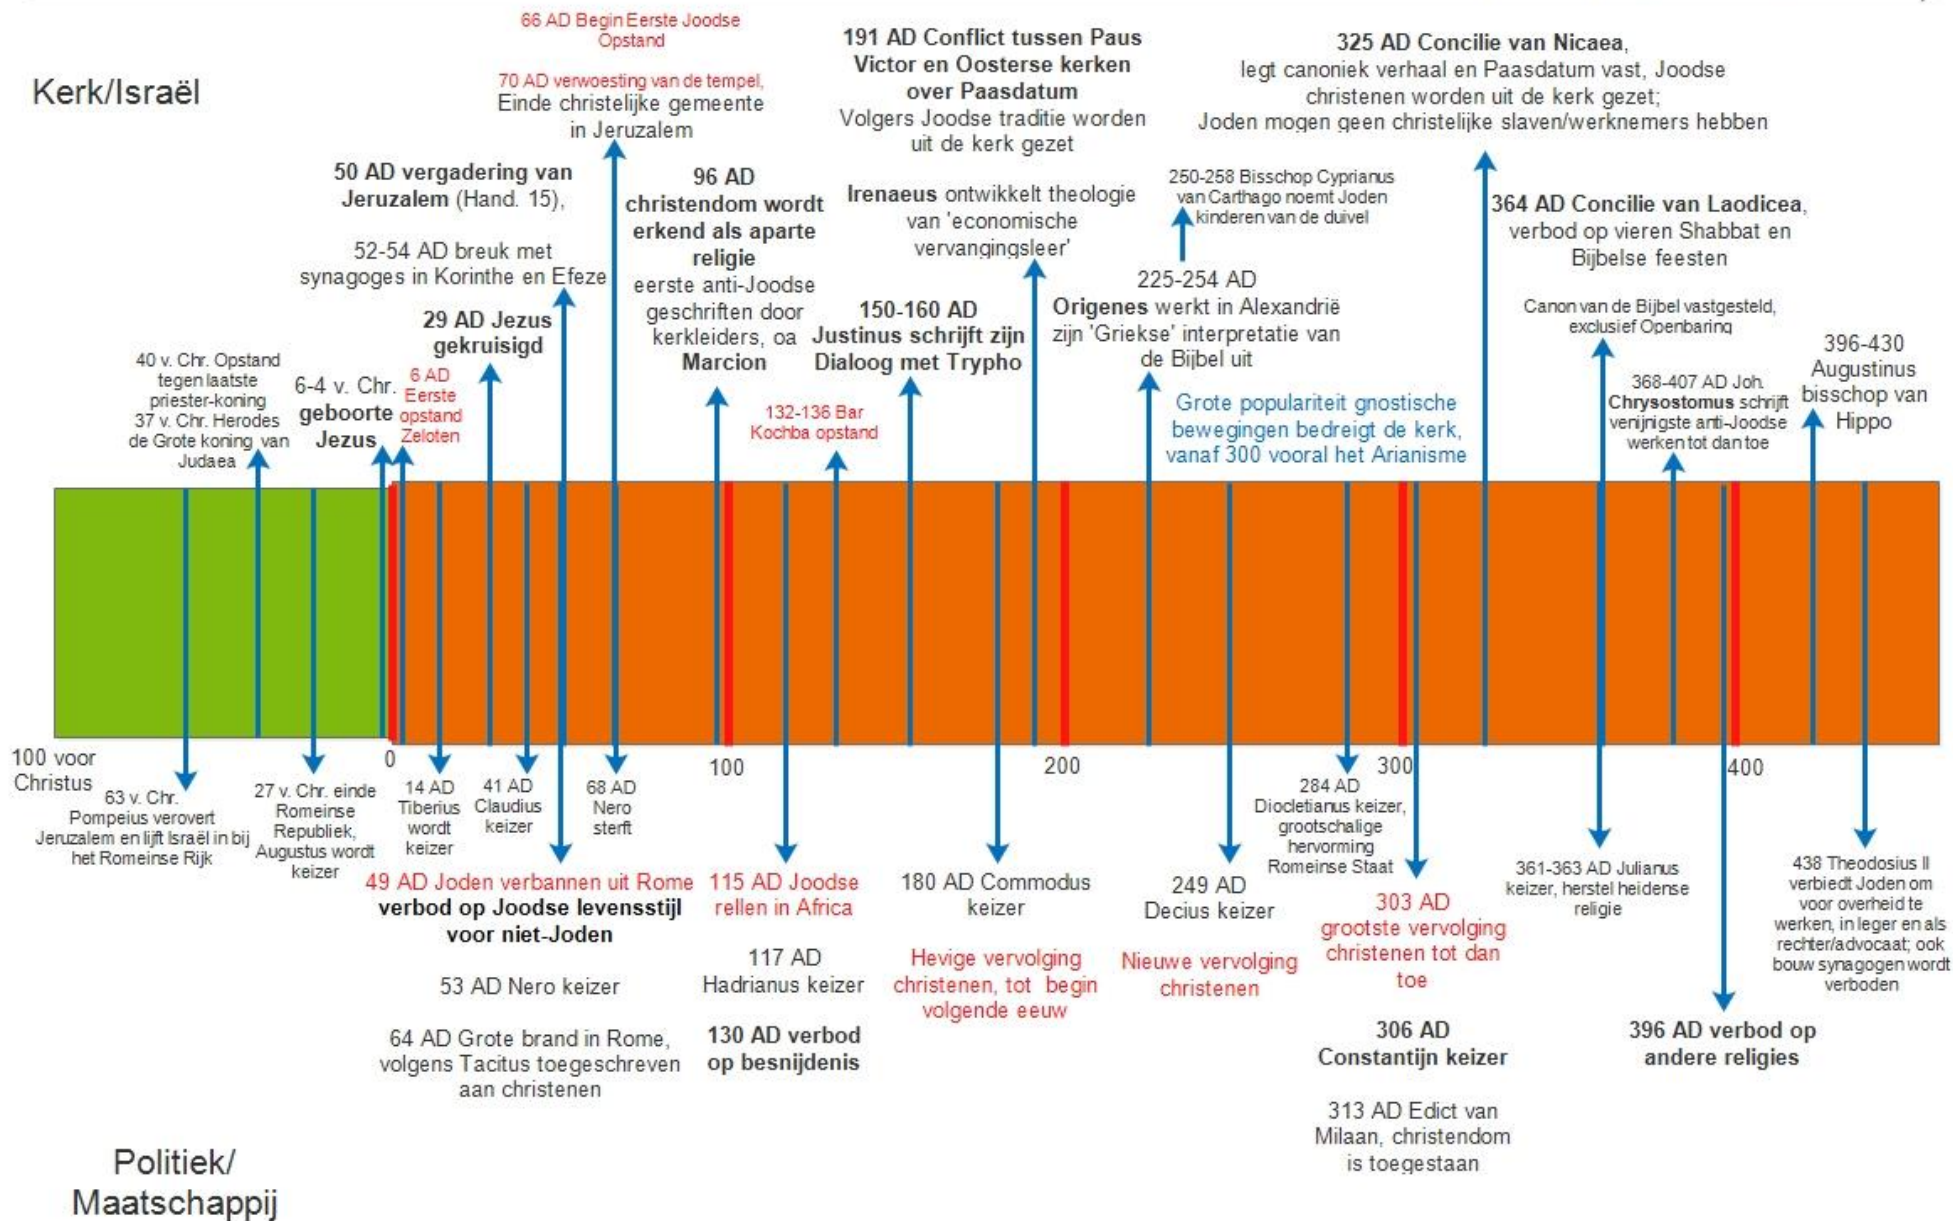 Kerk/Israël
66 AD Begin Eerste Joodse
Opstand
70 AD verwoesting van de tempel,
Einde christelijke gemeente
in Jeruzalem
50 AD vergadering van
Jeruzalem (Hand. 15),
52-54 AD breuk met
synagoges in Korinthe en Efeze
29 AD Jezus
gekruisigd
40 v. Chr. Opstand
tegen laatste
priester-koning
37 v. Chr. Herodes
de Grote koning van
Judaea
6-4 v. Chr.
geboorte
Jezus
6 AD
Eerste
opstand
Zeloten
96 AD
christendom wordt
erkend als aparte
religie
eerste anti-Joodse
geschriften door
kerkleiders, oa
Marcion
132-136 Bar
Kochba opstand
150-160 AD
Justinus schrijft zijn
Dialoog met Trypho
191 AD Conflict tussen Paus
Victor en Oosterse kerken
over Paasdatum
Volgers Joodse traditie worden
uit de kerk gezet
Irenaeus ontwikkelt theologie
van 'economische
vervangingsleer'
250-258 Bisschop Cyprianus
van Carthago noemt Joden
kinderen van de duivel
225-254 AD
Origenes werkt in Alexandrië
zijn 'Griekse' interpretatie van
de Bijbel uit
Grote populariteit gnostische
bewegingen bedreigt de kerk,
vanaf 300 vooral het Arianisme
325 AD Concilie van Nicaea,
legt canoniek verhaal en Paasdatum vast, Joodse
christenen worden uit de kerk gezet;
Joden mogen geen christelijke slaven/werknemers hebben
364 AD Concilie van Laodicea,
verbod op vieren Shabbat en
Bijbelse feesten
Canon van de Bijbel vastgesteld,
exclusief Openbaring
368-407 AD Joh.
Chrysostomus schrijft
venijnigste anti-Joodse
werken tot dan toe
396-430
Augustinus
bisschop van
Hippo
100 voor
Christus
0
100
200
300
400
63 v. Chr.
Pompeius verovert
Jeruzalem en lijft Israël in bij
het Romeinse Rijk
27 v. Chr. einde
Romeinse
Republiek,
Augustus wordt
keizer
14 AD
Tiberius
wordt
keizer
41 AD
Claudius
keizer
68 AD
Nero
sterft
49 AD Joden verbannen uit Rome
verbod op Joodse levensstijl
voor niet-Joden
53 AD Nero keizer
64 AD Grote brand in Rome,
volgens Tacitus toegeschreven
aan christenen
115 AD Joodse
rellen in Africa
117 AD
Hadrianus keizer
130 AD verbod
op besnijdenis
180 AD Commodus
keizer
Hevige vervolging
christenen, tot begin
volgende eeuw
249 AD
Decius keizer
Nieuwe vervolging
christenen
284 AD
Diocletianus keizer,
grootschalige
hervorming
Romeinse Staat
303 AD
grootste vervolging
christenen tot dan
toe
306 AD
Constantijn keizer
313 AD Edict van
Milaan, christendom
is toegestaan
361-363 AD Julianus
keizer, herstel heidense
religie
396 AD verbod op
andere religies
438 Theodosius II
verbiedt Joden om
voor overheid te
werken, in leger en als
rechter/advocaat; ook
bouw synagogen wordt
verboden
Politiek/
Maatschappij